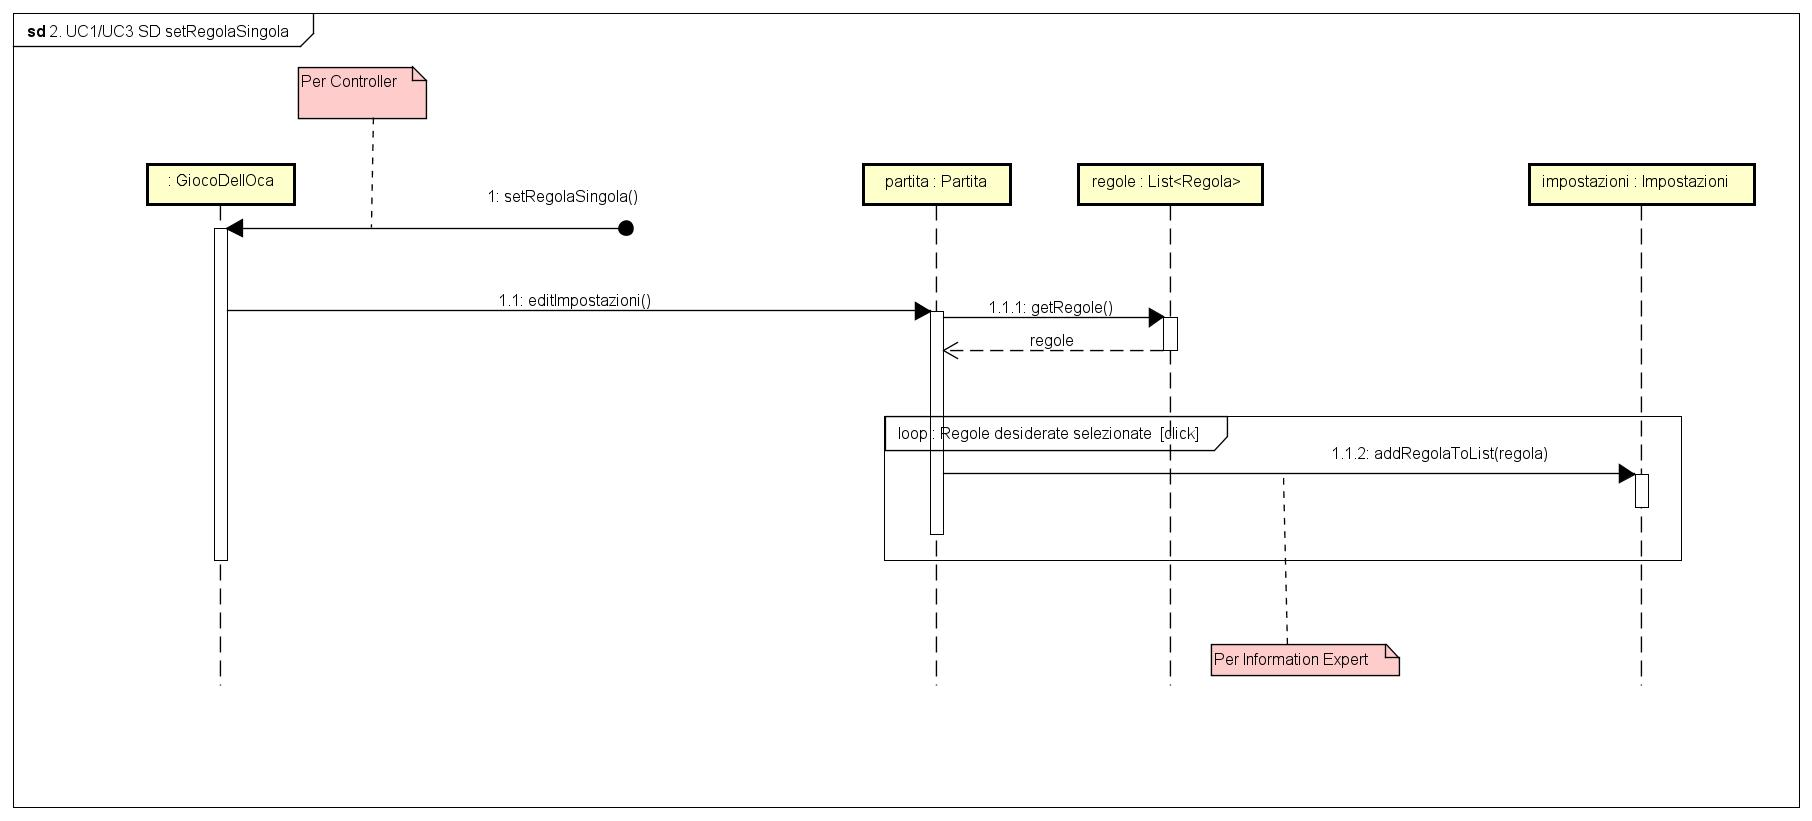 sd 2. UC1/UC3 SD setRegolaSingola
Per Controller
: GiocoDellOca
partita : Partita
regole : List<Regola>
impostazioni : Impostazioni
1: setRegolaSingola()
1.1: editImpostazioni()
1.1.1: getRegole()
regole
loop : Regole desiderate selezionate [click]
1.1.2: addRegolaToList(regola)
Per Information Expert